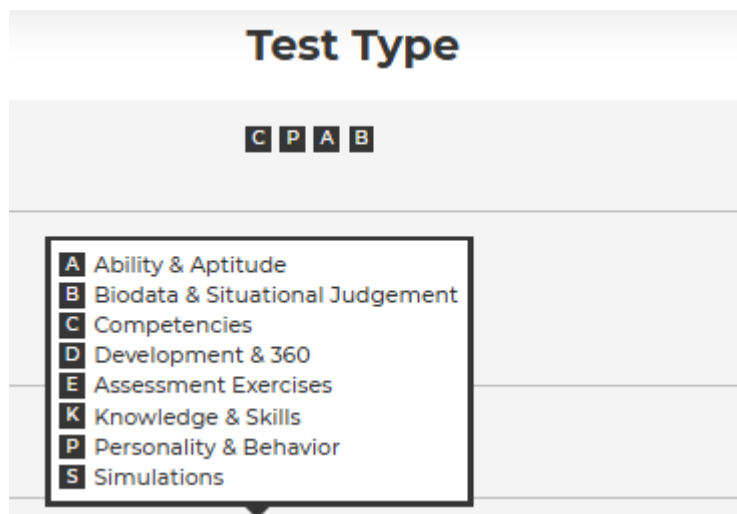 Test Type
C P A B
A Ability & Aptitude
B Biodata & Situational Judgement
C Competencies
D Development & 360
E Assessment Exercises
K Knowledge & Skills
P Personality & Behavior
S Simulations